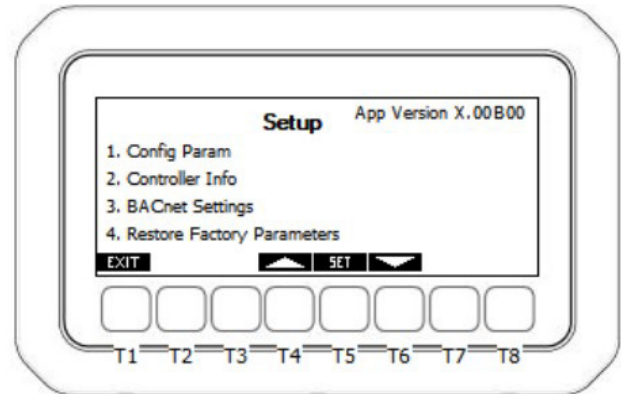 Setup App Version X.00B00
1. Config Param
2. Controller Info
3. BACnet Settings
4. Restore Factory Parameters
EXIT SET
T1 T2 T3 T4 T5 T6 T7 T8